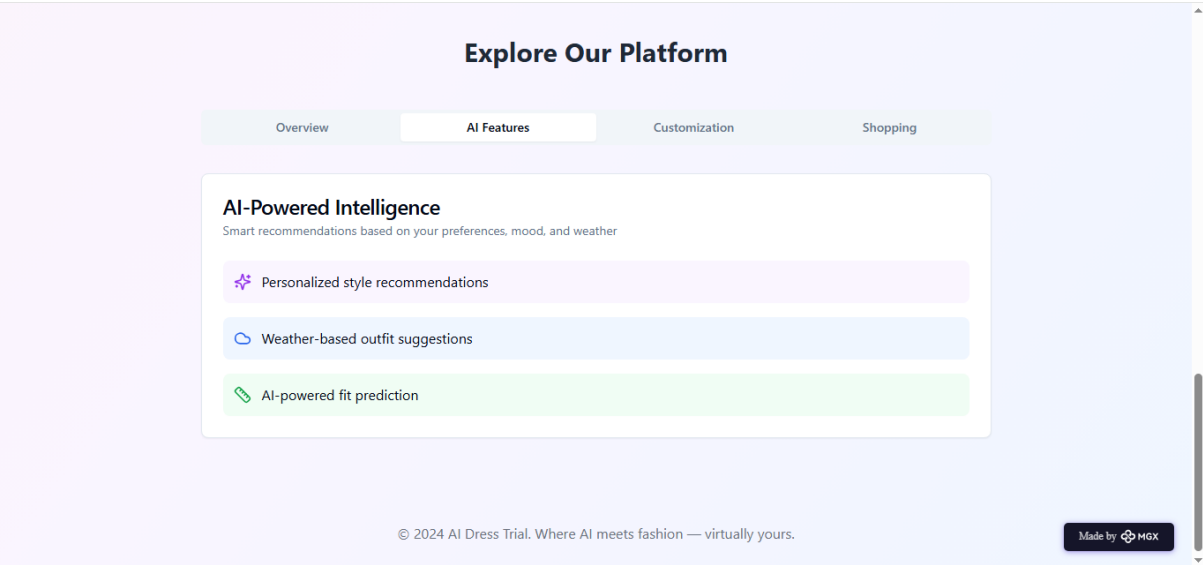 Explore Our Platform
Overview
AI Features
Customization
Shopping
AI-Powered Intelligence
Smart recommendations based on your preferences, mood, and weather
Personalized style recommendations
Weather-based outfit suggestions
AI-powered fit prediction
© 2024 AI Dress Trial. Where AI meets fashion — virtually yours.
Made by MGX